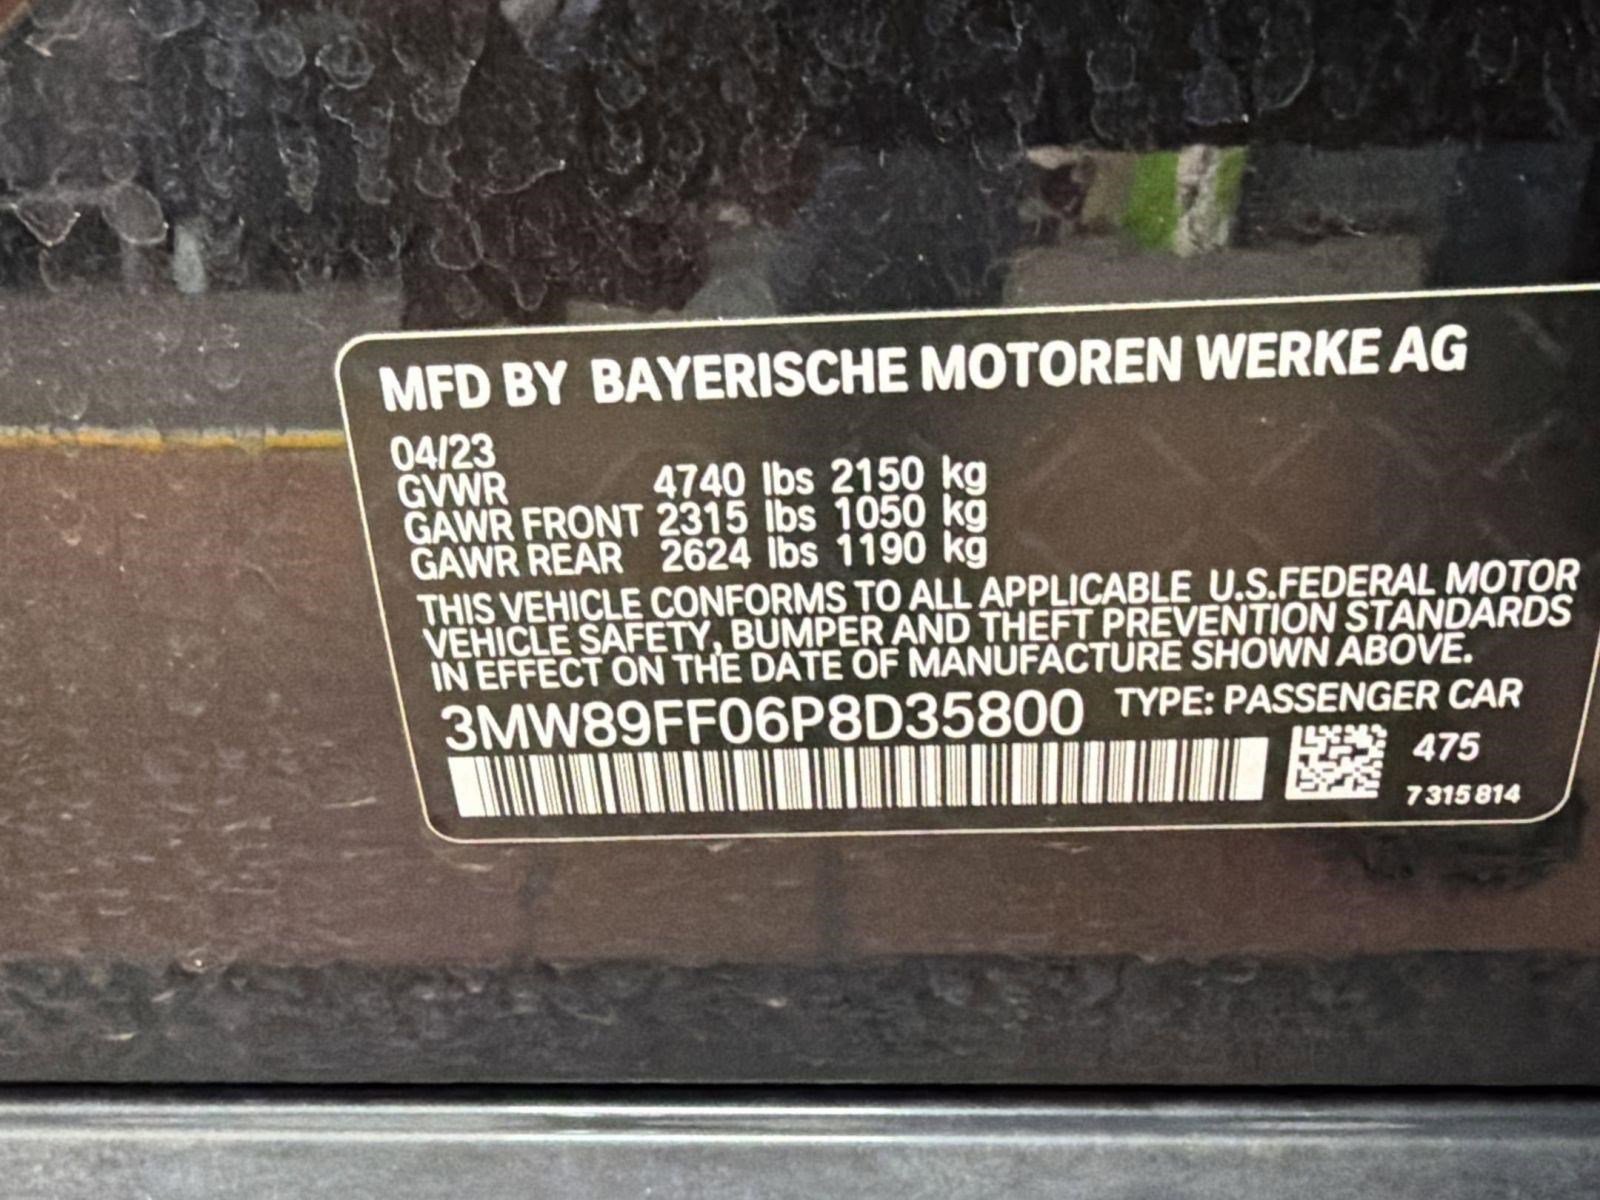 MFD BY BAYERISCHE MOTOREN WERKE AG
04/23
GVWR 4740 lbs 2150 kg
GAWR FRONT 2315 lbs 1050 kg
GAWR REAR 2624 lbs 1190 kg
THIS VEHICLE CONFORMS TO ALL APPLICABLE U.S.FEDERAL MOTOR
VEHICLE SAFETY, BUMPER AND THEFT PREVENTION STANDARDS
IN EFFECT ON THE DATE OF MANUFACTURE SHOWN ABOVE.
3MW89FF06P8D35800 TYPE: PASSENGER CAR
475
7 315 814